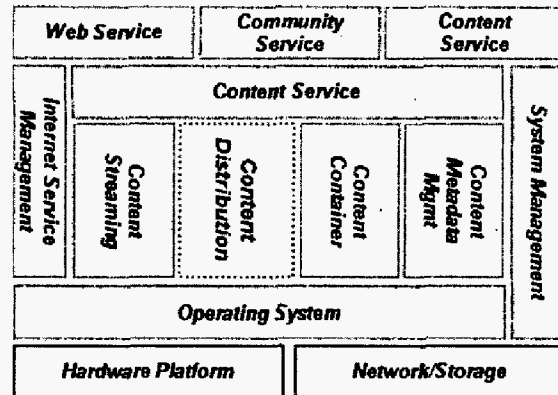 Web Service
Community
Service
Content
Service
Internet Service
Management
Content Service
System Management
Content
Streaming
Content
Distribution
Content
Container
Content
Metadata
Mgmt
Operating System
Hardware Platform
Network/Storage